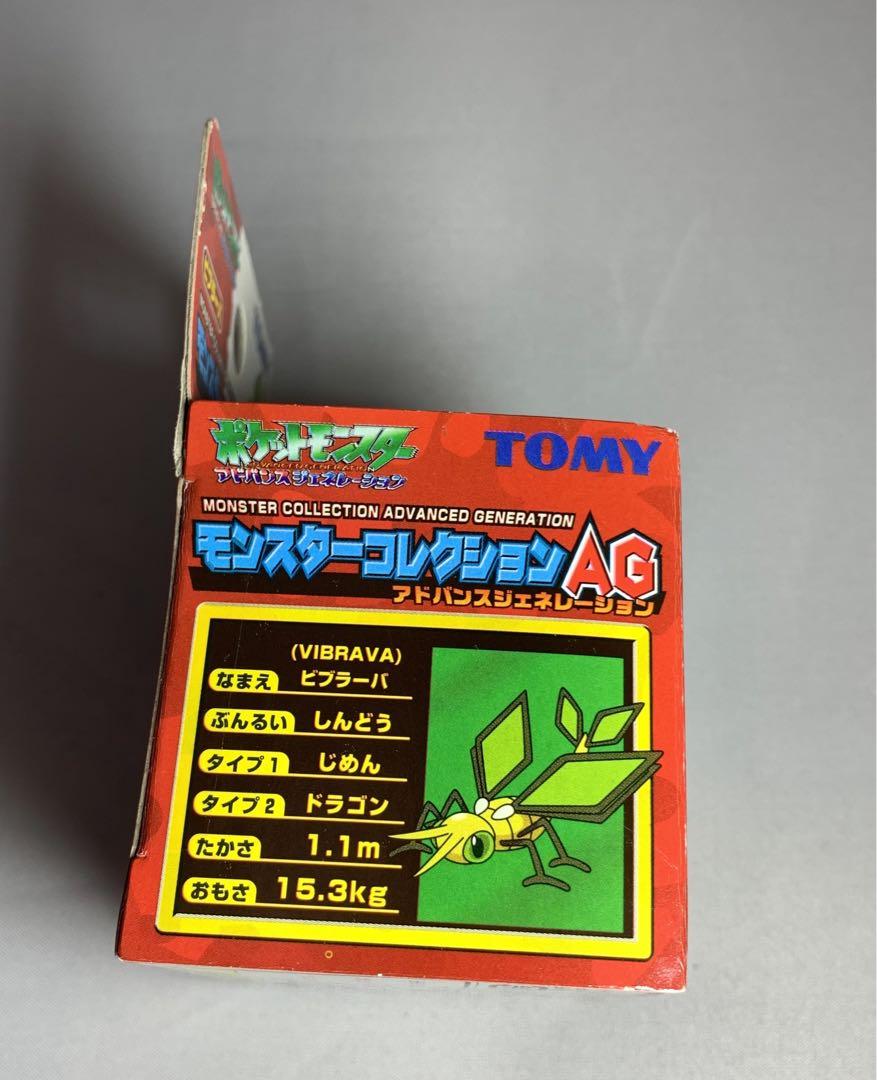 ポケットモンスター
ADVANCED GENERATION
アドバンスジェネレーション
TOMY
MONSTER COLLECTION ADVANCED GENERATION
モンスターコレクションAG
アドバンスジェネレーション
(VIBRAVA)
なまえ ビブラーバ
ぶんるい しんどう
タイプ1 じめん
タイプ2 ドラゴン
たかさ 1.1m
おもさ 15.3kg